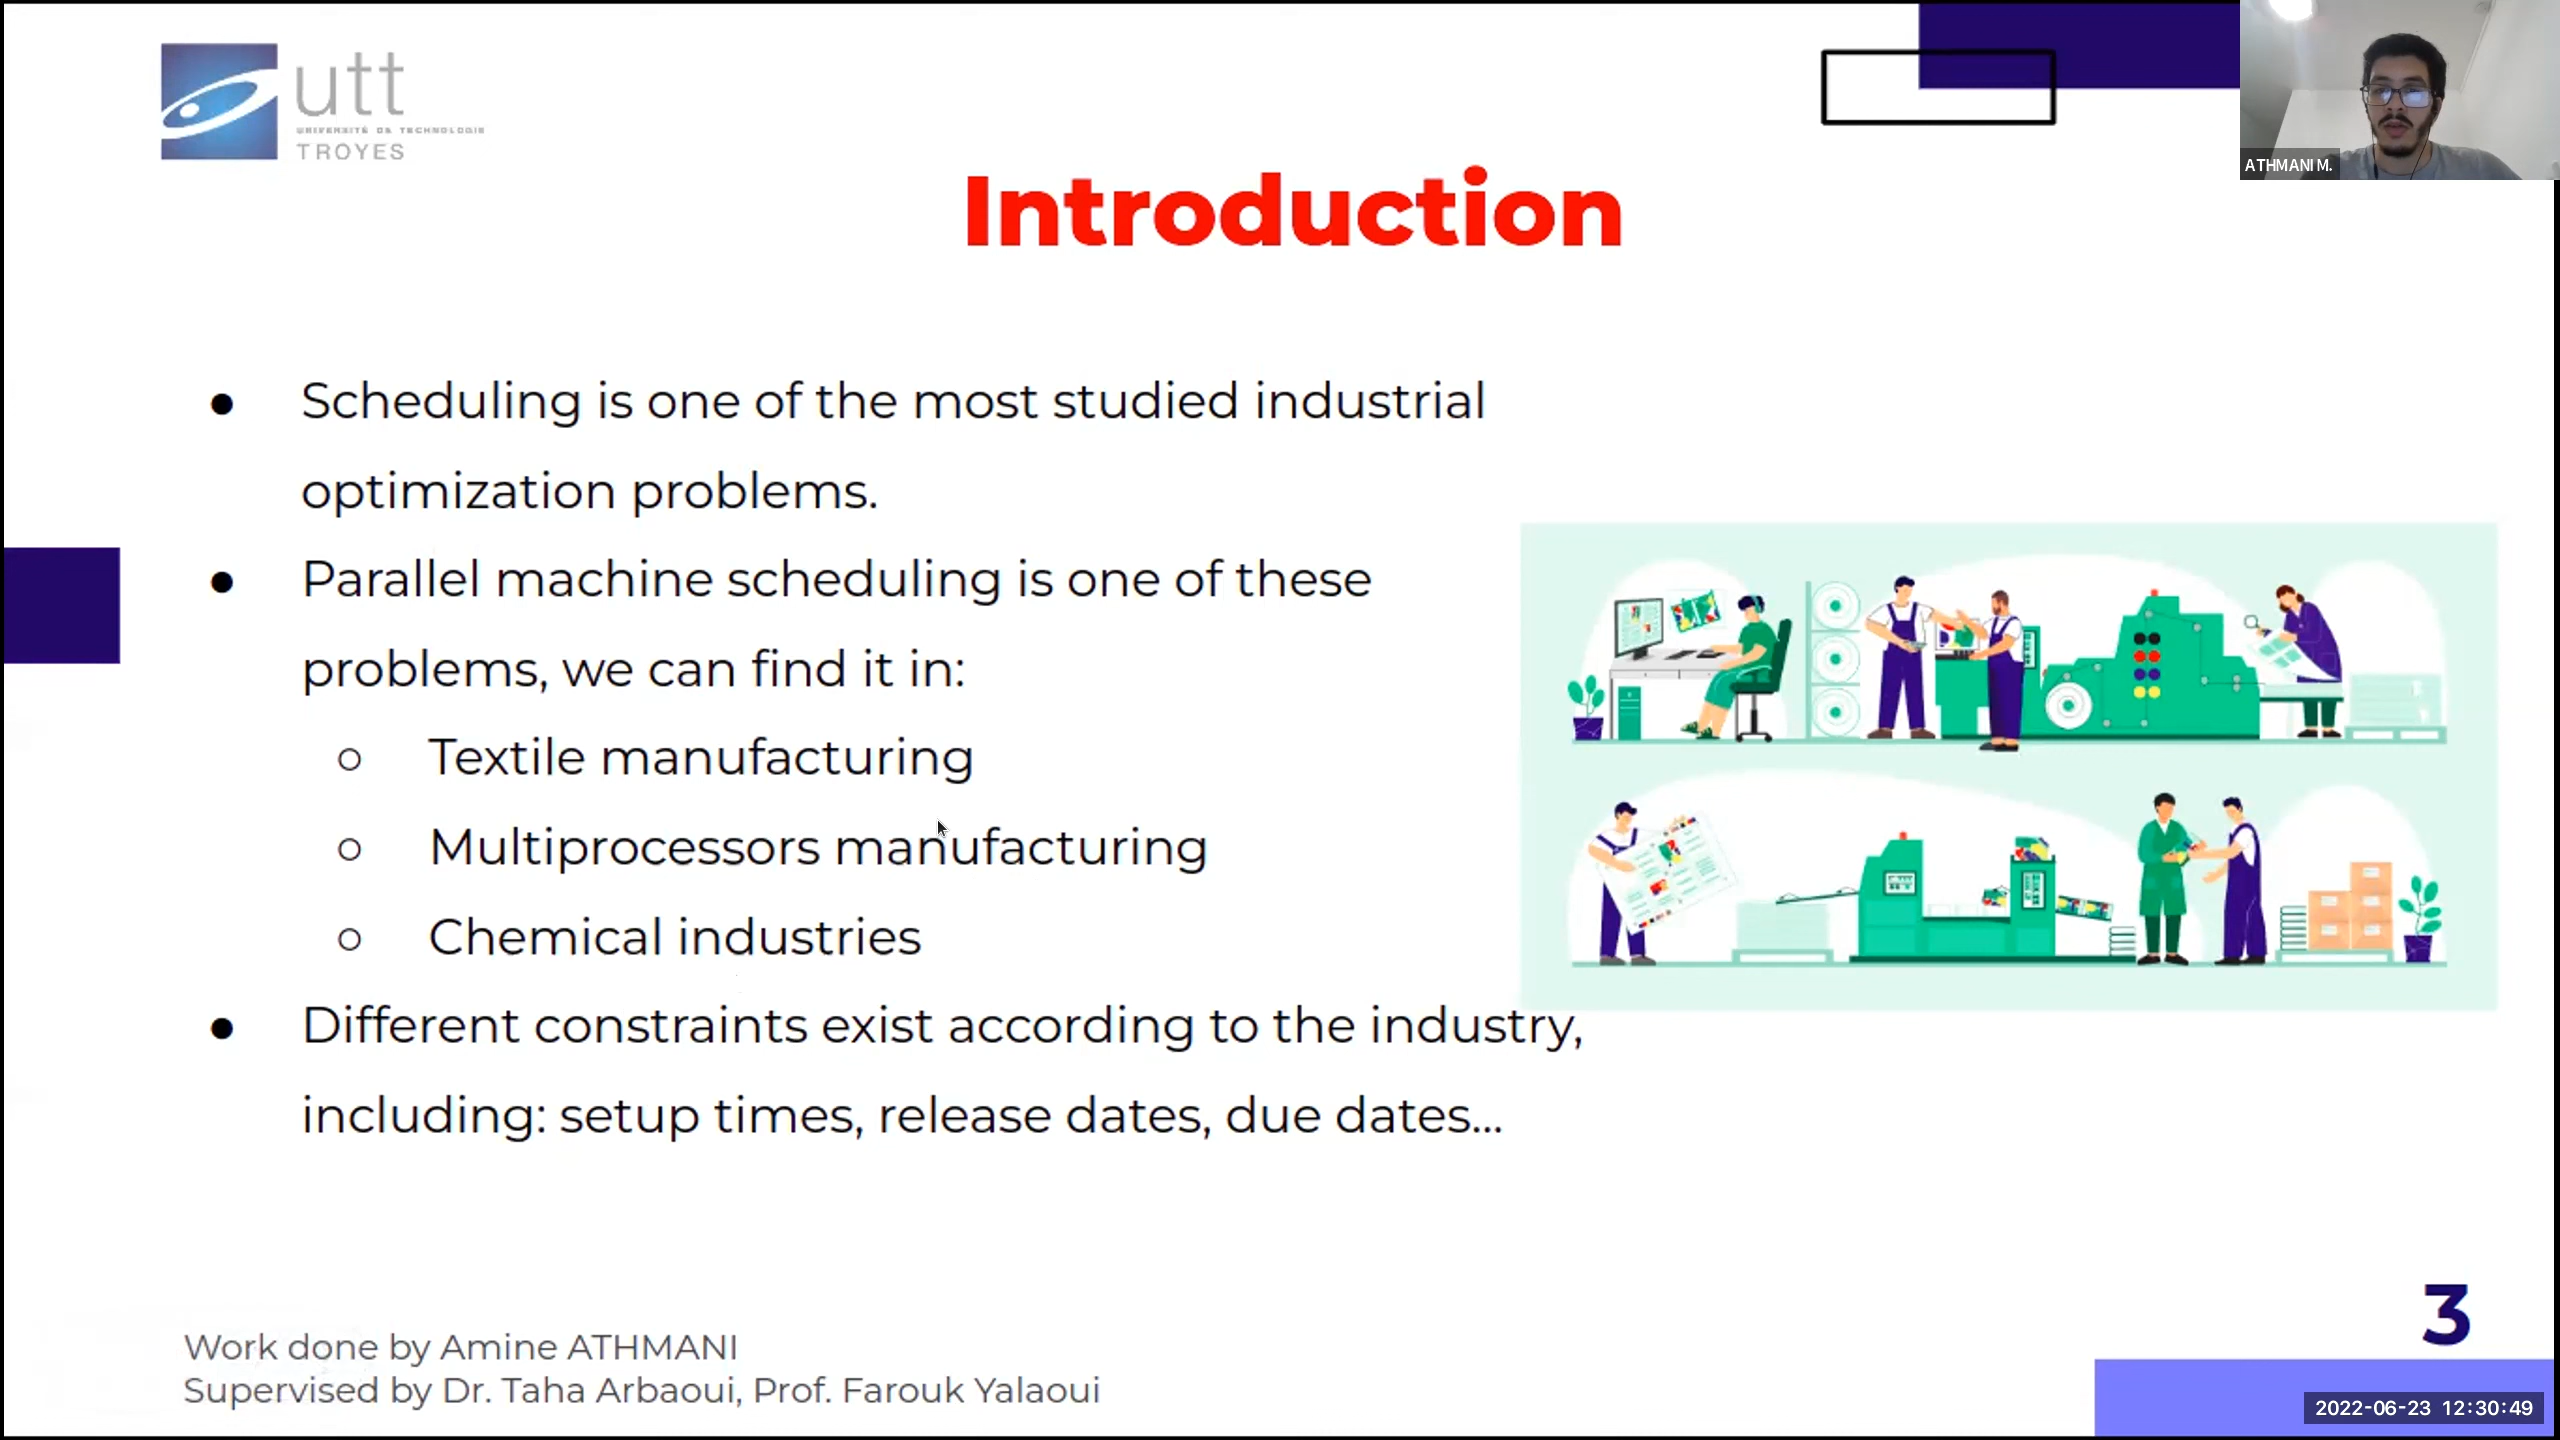 utt
UNIVERSITÉ DE TECHNOLOGIE
TROYES
ATHMANI M.
Introduction
● Scheduling is one of the most studied industrial
optimization problems.
● Parallel machine scheduling is one of these
problems, we can find it in:
○ Textile manufacturing
○ Multiprocessors manufacturing
○ Chemical industries
● Different constraints exist according to the industry,
including: setup times, release dates, due dates...
3
Work done by Amine ATHMANI
Supervised by Dr. Taha Arbaoui, Prof. Farouk Yalaoui
2022-06-23 12:30:49